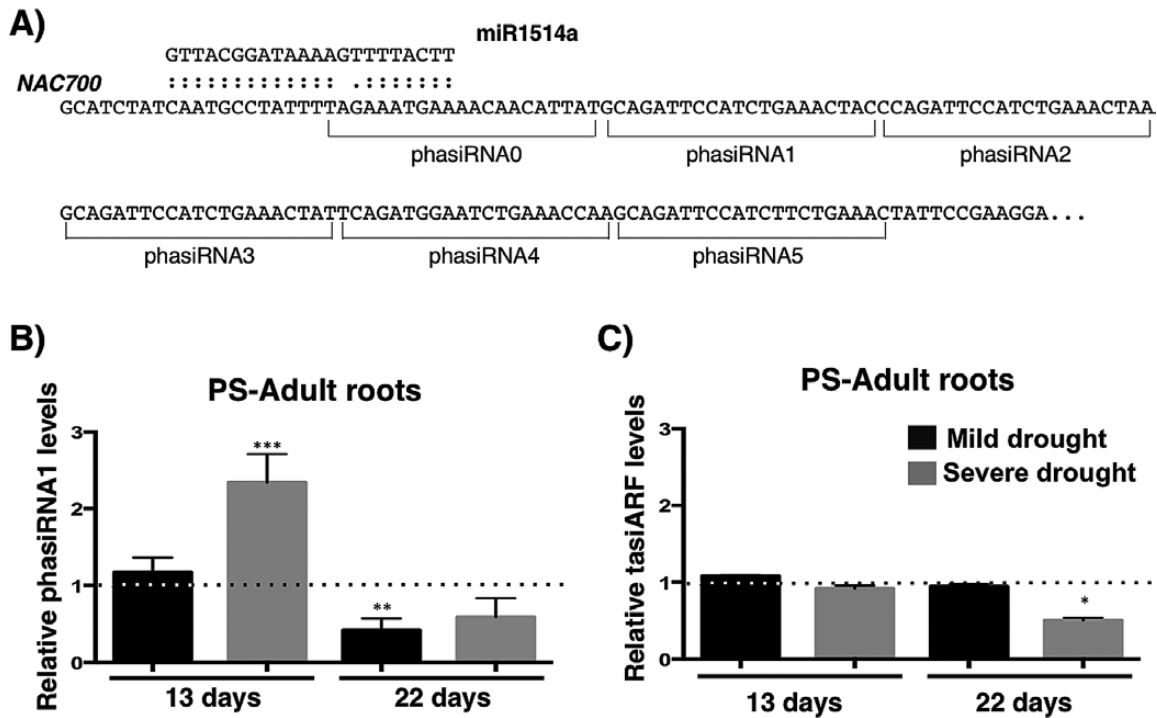 A)
miR1514a
GTTACGGATAAAAGTTTTACTT
NAC700
::::::::::::: .:::::::
GCATCTATCAATGCCTATTTTAGAAATGAAAACAACATTATGCAGATTCCATCTGAAACTACCCAGATTCCATCTGAAACTAA
phasiRNA0 phasiRNA1 phasiRNA2
GCAGATTCCATCTGAAACTATTCAGATGGAATCTGAAACCAAGCAGATTCCATCTTCTGAAACTATTCCGAAGGA...
phasiRNA3 phasiRNA4 phasiRNA5
B)
PS-Adult roots
Relative phasiRNA1 levels
3
2
1
0
***
**
13 days 22 days
C)
PS-Adult roots
Relative tasiARF levels
3
2
1
0
Mild drought
Severe drought
*
13 days 22 days